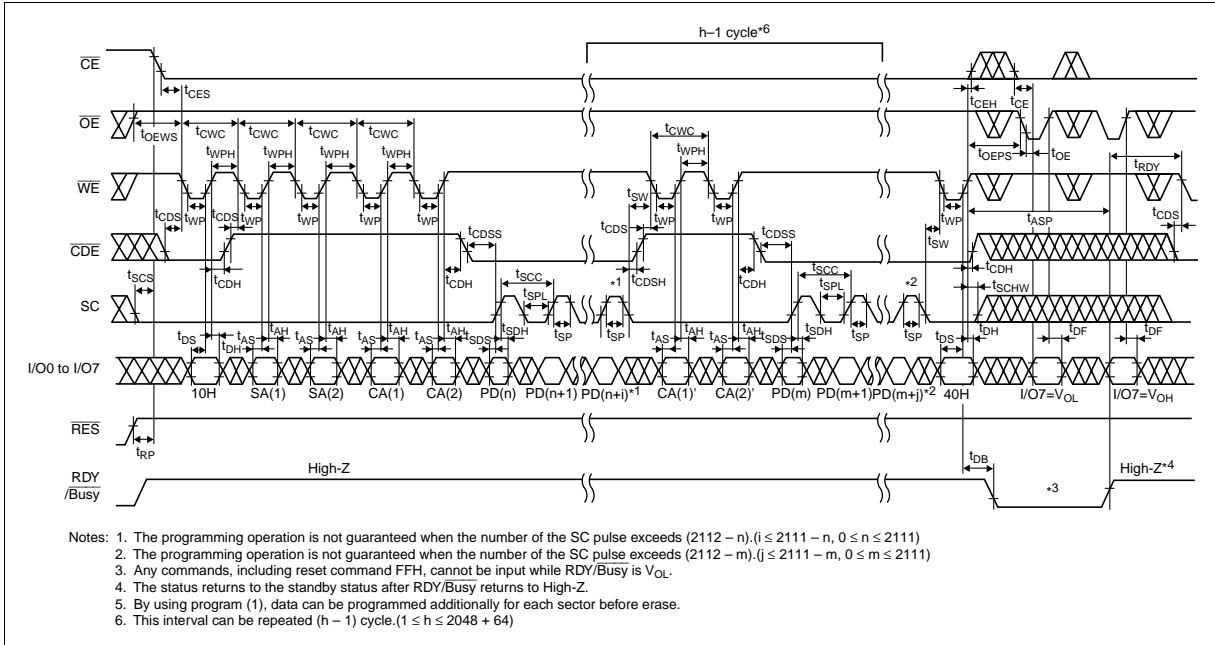 h–1 cycle*6
CE
tCES
tCEH tCE
OE
tOEWS tCWC tCWC tCWC tCWC tCWC
tWPH tWPH tWPH tWPH tWPH
tOEPS tOE
tRDY
WE
tCDS tWP tCDS tWP tWP tWP tWP tSW tWP tWP tWP tASP
tCDS tSW tCDS
CDE
tCDSS tCDSS
tSCS tCDH tCDH tSCC tCDSH tCDH tSCC tCDH
*1 *2
tSPL tSPL tSCHW
SC
tDS tDH tAS tAH tAS tAH tAS tAH tAS tAH tSDS tSDH tSP tSP tAS tAH tAS tAH tSDS tSDH tSP tSP tDS tDH tDF tDF
I/O0 to I/O7
10H SA(1) SA(2) CA(1) CA(2) PD(n) PD(n+1) PD(n+i)*1 CA(1)' CA(2)' PD(m) PD(m+1) PD(m+j)*2 40H I/O7=VOL I/O7=VOH
RES
tRP
tDB
RDY
/Busy
High-Z
*3
High-Z*4
Notes: 1. The programming operation is not guaranteed when the number of the SC pulse exceeds (2112 – n).(i ≤ 2111 – n, 0 ≤ n ≤ 2111)
2. The programming operation is not guaranteed when the number of the SC pulse exceeds (2112 – m).(j ≤ 2111 – m, 0 ≤ m ≤ 2111)
3. Any commands, including reset command FFH, cannot be input while RDY/Busy is VOL.
4. The status returns to the standby status after RDY/Busy returns to High-Z.
5. By using program (1), data can be programmed additionally for each sector before erase.
6. This interval can be repeated (h – 1) cycle.(1 ≤ h ≤ 2048 + 64)